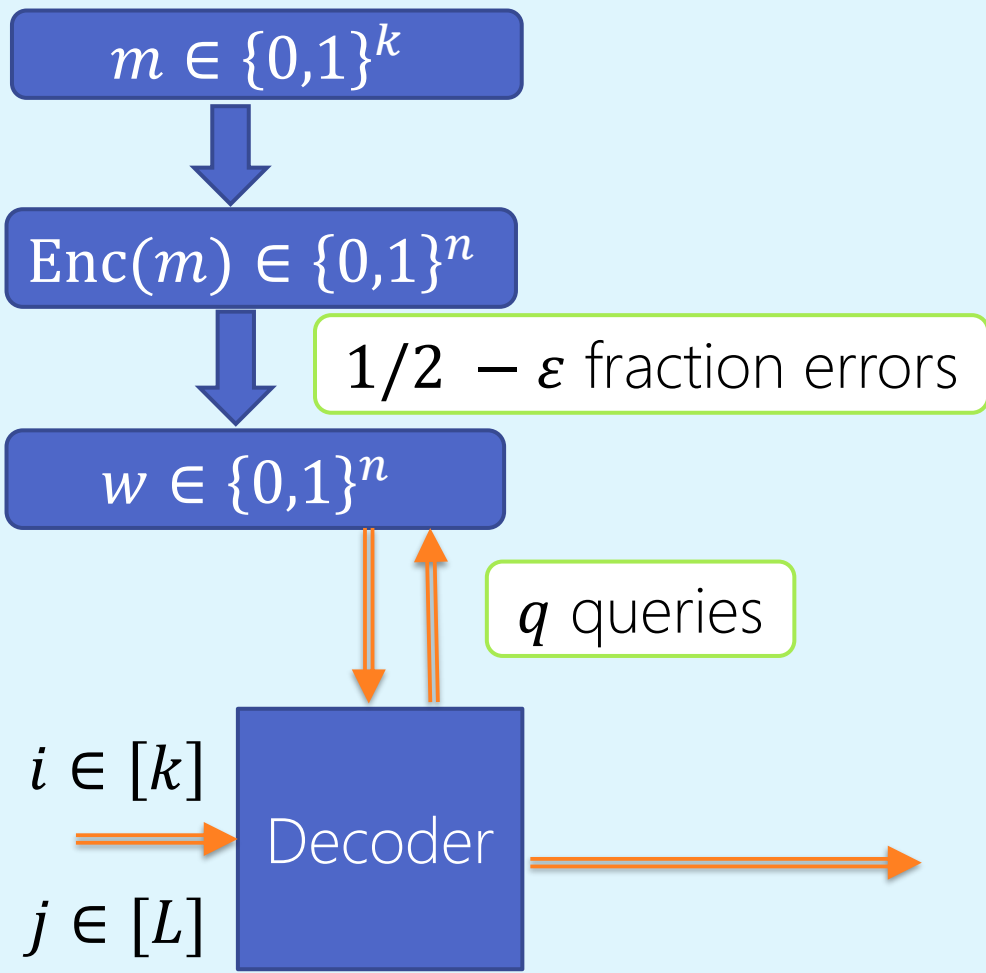 m ∈ {0,1}^k
Enc(m) ∈ {0,1}^n
1/2 − ε fraction errors
w ∈ {0,1}^n
q queries
i ∈ [k]
Decoder
j ∈ [L]